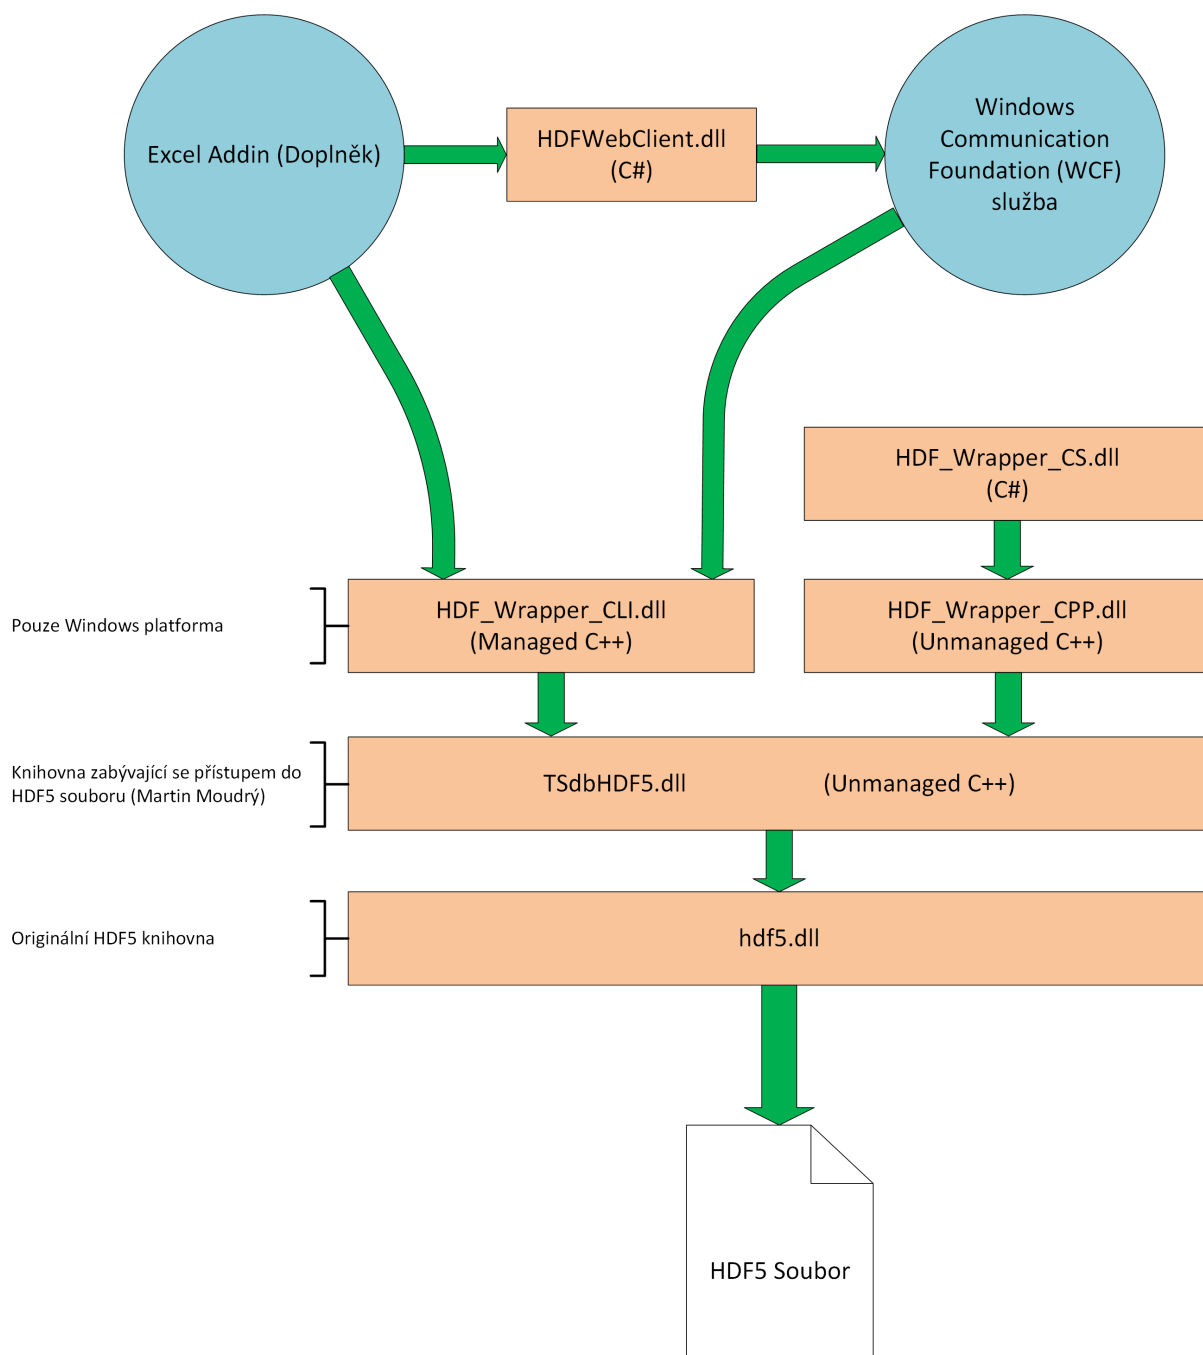 Excel Addin (Doplněk)
HDFWebClient.dll
(C#)
Windows
Communication
Foundation (WCF)
služba
HDF_Wrapper_CS.dll
(C#)
Pouze Windows platforma
HDF_Wrapper_CLI.dll
(Managed C++)
HDF_Wrapper_CPP.dll
(Unmanaged C++)
Knihovna zabývající se přístupem do
HDF5 souboru (Martin Moudrý)
TSdbHDF5.dll (Unmanaged C++)
Originální HDF5 knihovna
hdf5.dll
HDF5 Soubor